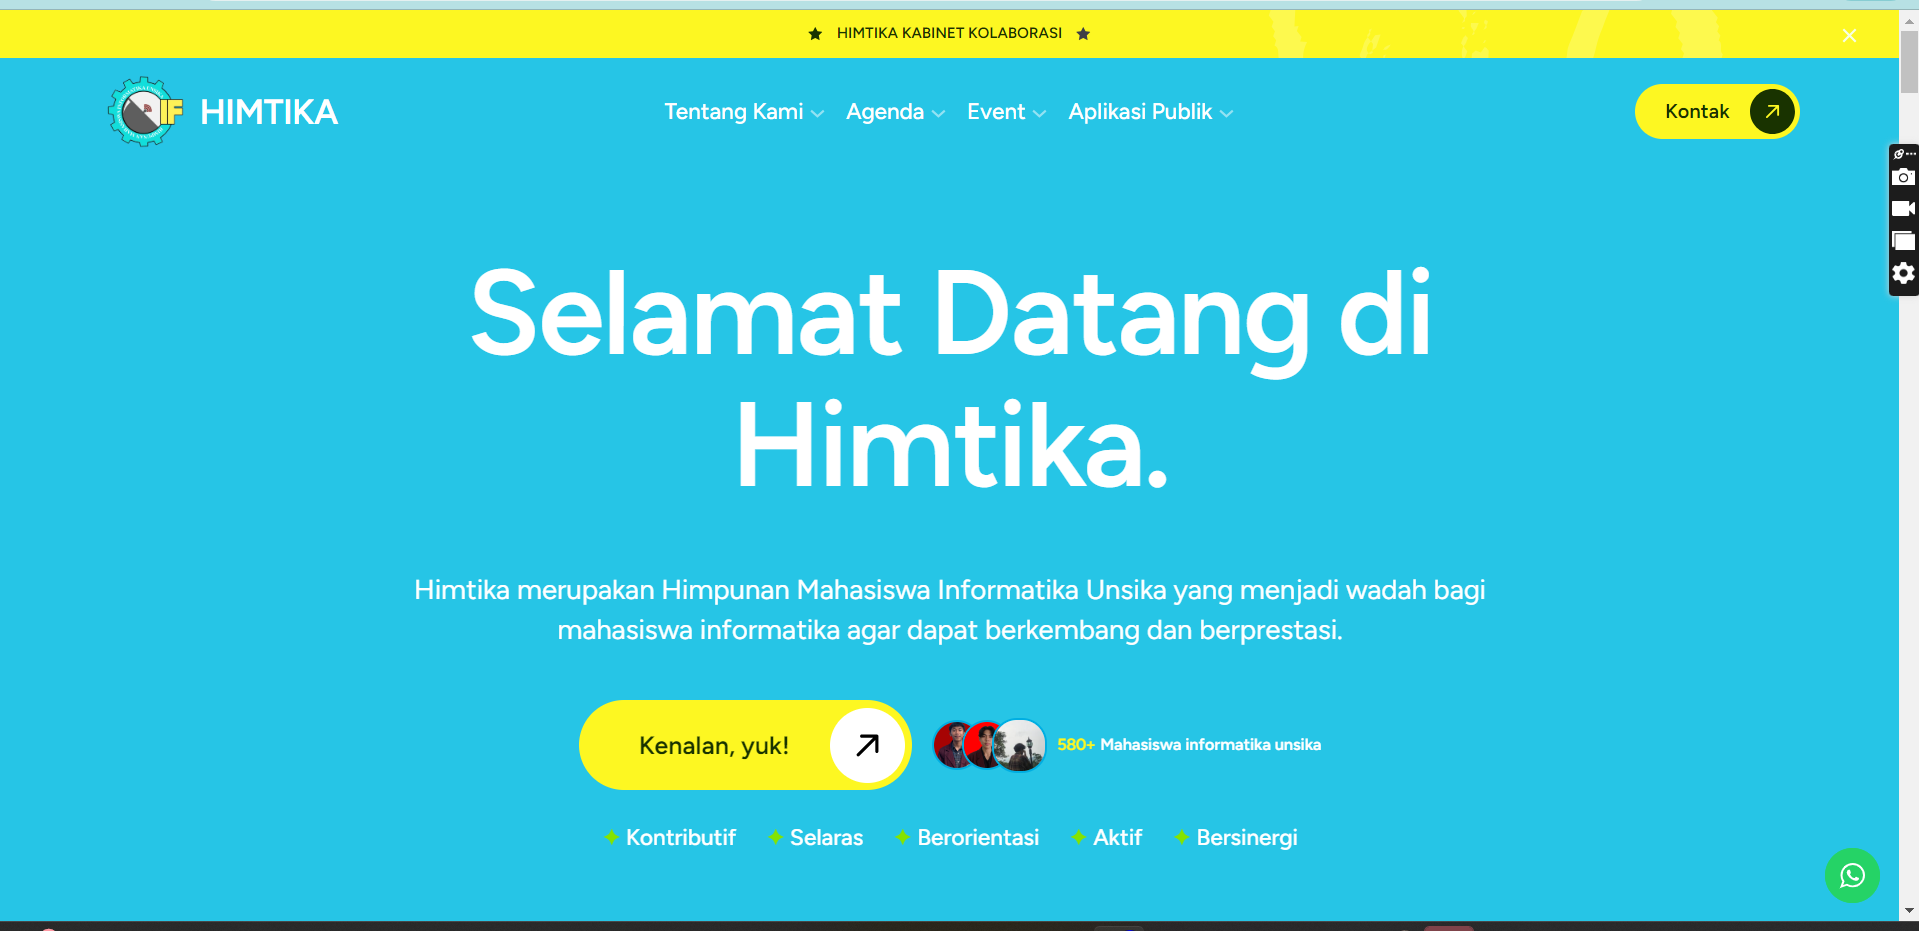 HIMTIKA KABINET KOLABORASI
IF HIMTIKA
Tentang Kami Agenda Event Aplikasi Publik
Kontak
Selamat Datang di
Himtika.
Himtika merupakan Himpunan Mahasiswa Informatika Unsika yang menjadi wadah bagi
mahasiswa informatika agar dapat berkembang dan berprestasi.
Kenalan, yuk!
580+ Mahasiswa informatika unsika
Kontributif Selaras Berorientasi Aktif Bersinergi